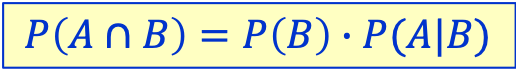 P(A ∩ B) = P(B) · P(A|B)